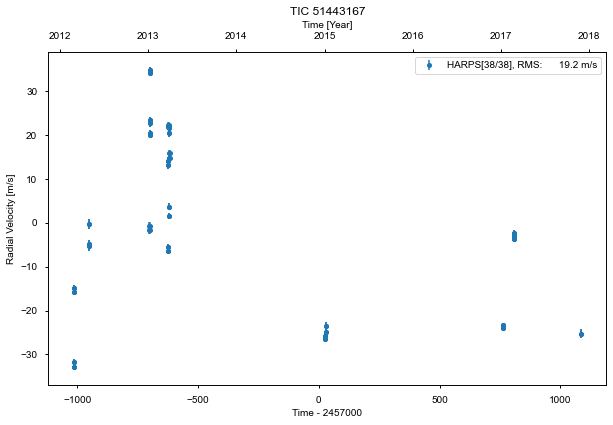 TIC 51443167
Time [Year]
2012 2013 2014 2015 2016 2017 2018
HARPS[38/38], RMS: 19.2 m/s
Radial Velocity [m/s]
30
20
10
0
−10
−20
−30
−1000 −500 0 500 1000
Time - 2457000